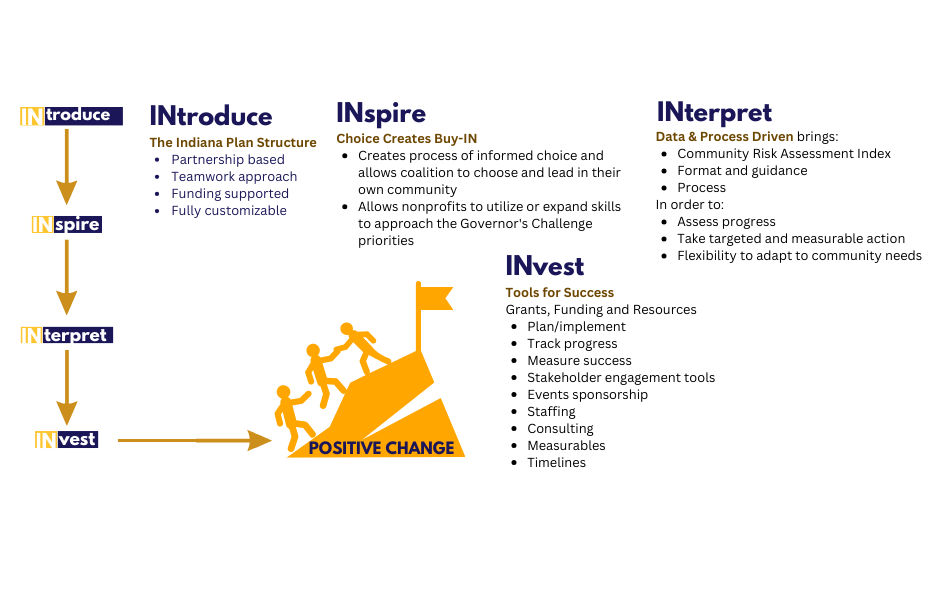 INtroduce
INspire
INterpret
INvest
INtroduce
The Indiana Plan Structure
• Partnership based
• Teamwork approach
• Funding supported
• Fully customizable
INspire
Choice Creates Buy-IN
• Creates process of informed choice and
allows coalition to choose and lead in their
own community
• Allows nonprofits to utilize or expand skills
to approach the Governor's Challenge
priorities
INterpret
Data & Process Driven brings:
• Community Risk Assessment Index
• Format and guidance
• Process
In order to:
• Assess progress
• Take targeted and measurable action
• Flexibility to adapt to community needs
INvest
Tools for Success
Grants, Funding and Resources
• Plan/implement
• Track progress
• Measure success
• Stakeholder engagement tools
• Events sponsorship
• Staffing
• Consulting
• Measurables
• Timelines
POSITIVE CHANGE